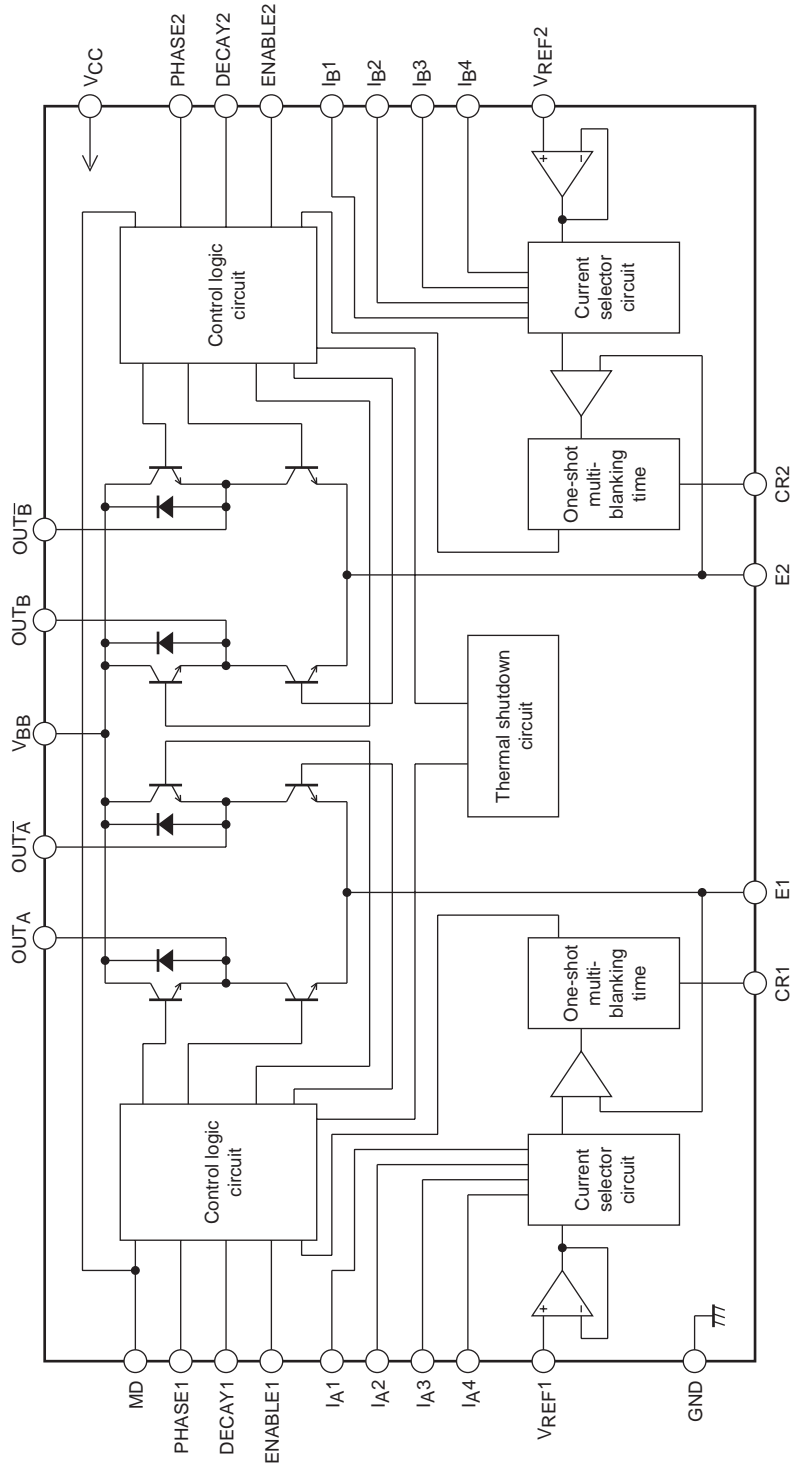 OUTA
OUTA̅
VBB
OUTB
OUTB̅
MD
PHASE1
DECAY1
ENABLE1
IA1
IA2
IA3
IA4
VREF1
GND
Control logic
circuit
Control logic
circuit
VCC
PHASE2
DECAY2
ENABLE2
IB1
IB2
IB3
IB4
VREF2
+
−
Current
selector
circuit
One-shot
multi-
blanking
time
Thermal shutdown
circuit
One-shot
multi-
blanking
time
Current
selector
circuit
+
−
CR1
E1
E2
CR2